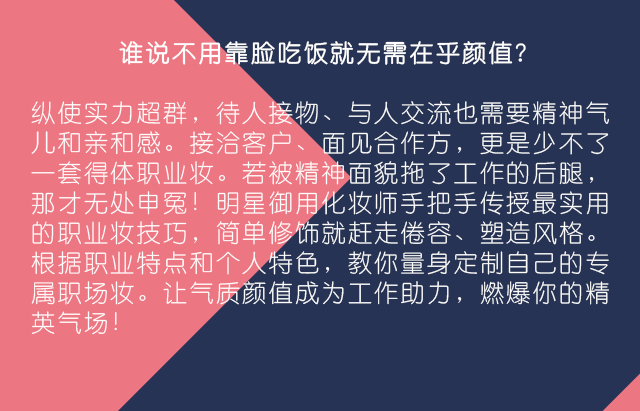 谁说不用靠脸吃饭就无需在乎颜值？
纵使实力超群，待人接物、与人交流也需要精神气
儿和亲和感。接洽客户、面见合作方，更是少不了
一套得体职业妆。若被精神面貌拖了工作的后腿，
那才无处申冤！明星御用化妆师手把手传授最实用
的职业妆技巧，简单修饰就赶走倦容、塑造风格。
根据职业特点和个人特色，教你量身定制自己的专
属职场妆。让气质颜值成为工作助力，燃爆你的精
英气场！